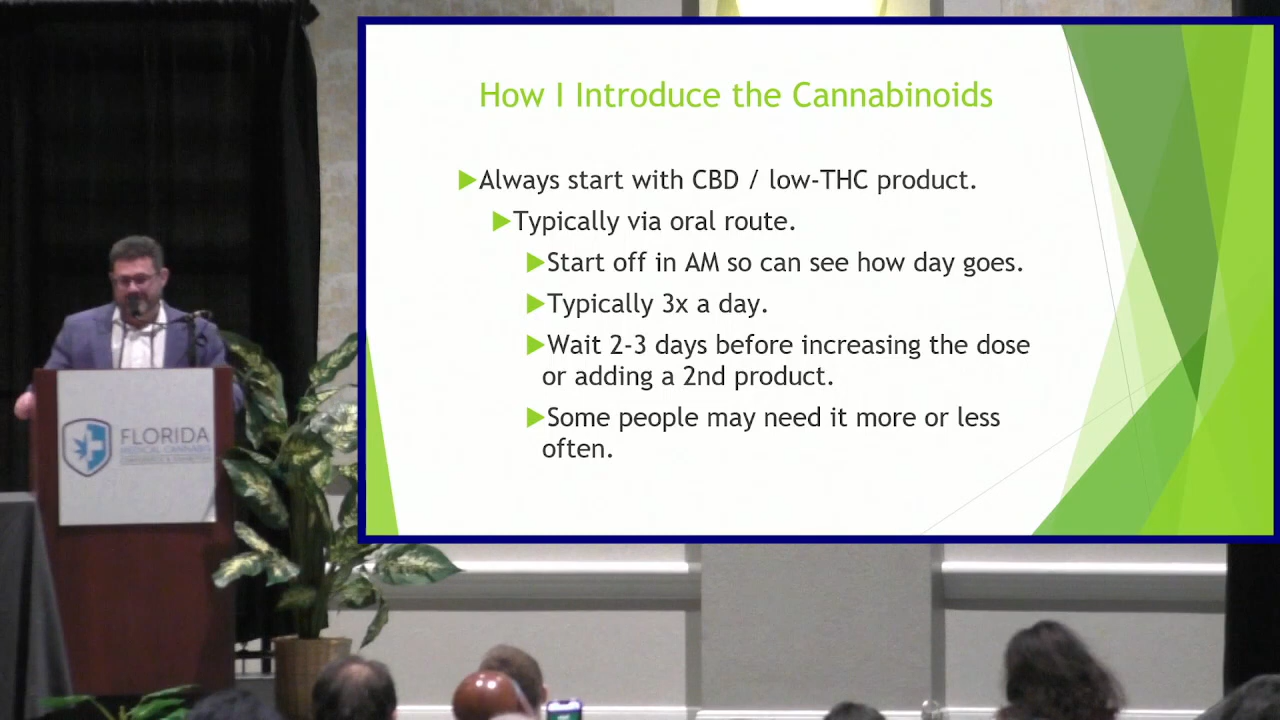 How I Introduce the Cannabinoids
Always start with CBD / low-THC product.
Typically via oral route.
Start off in AM so can see how day goes.
Typically 3x a day.
Wait 2-3 days before increasing the dose
or adding a 2nd product.
Some people may need it more or less
often.
FLORIDA
MEDICAL CANNABIS